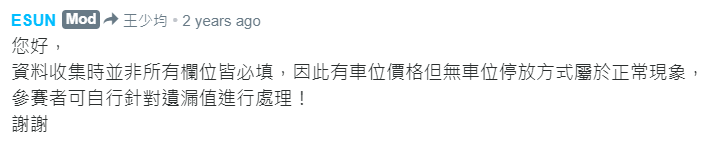 ESUN Mod 王少均 • 2 years ago
您好，
資料收集時並非所有欄位皆必填，因此有車位價格但無車位停放方式屬於正常現象，
參賽者可自行針對遺漏值進行處理！
謝謝